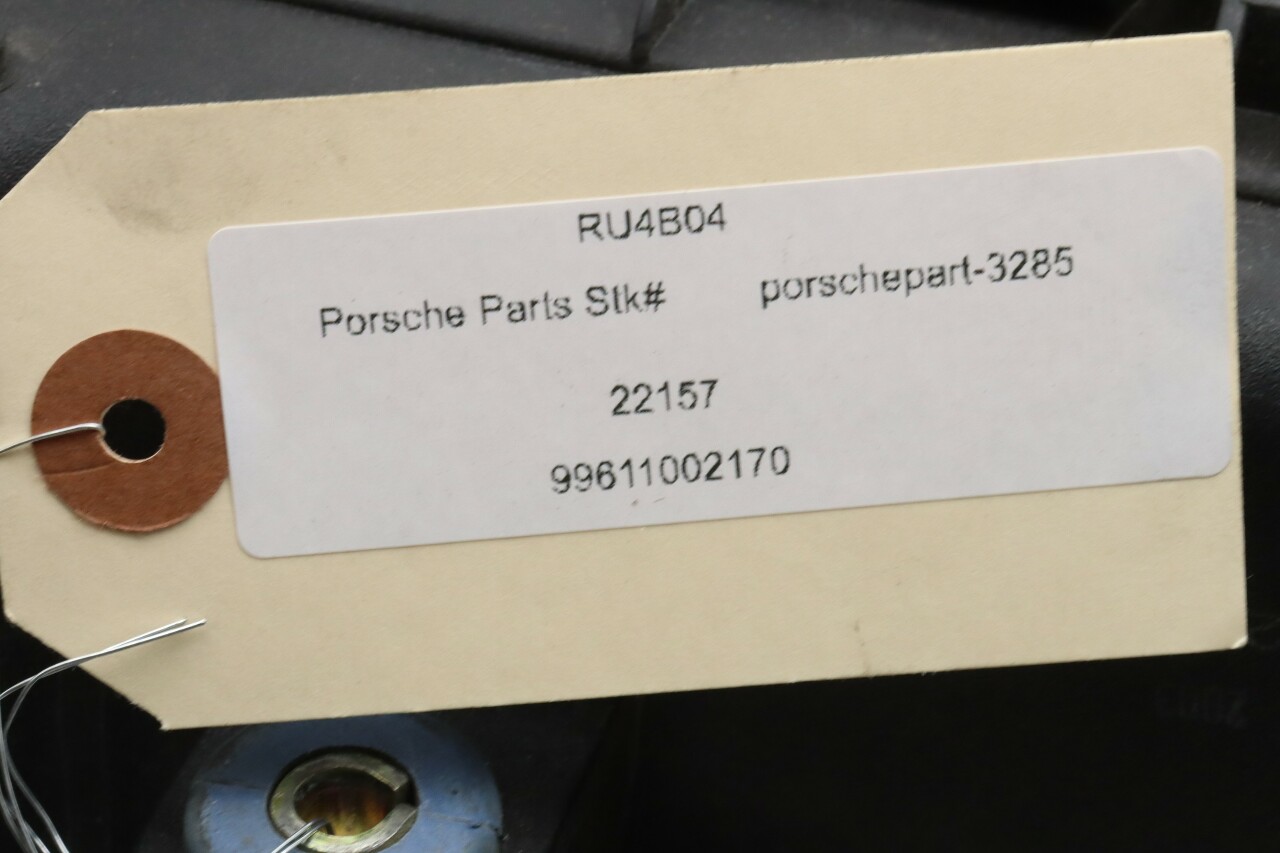 RU4B04
Porsche Parts Stk# porschepart-3285
22157
99611002170